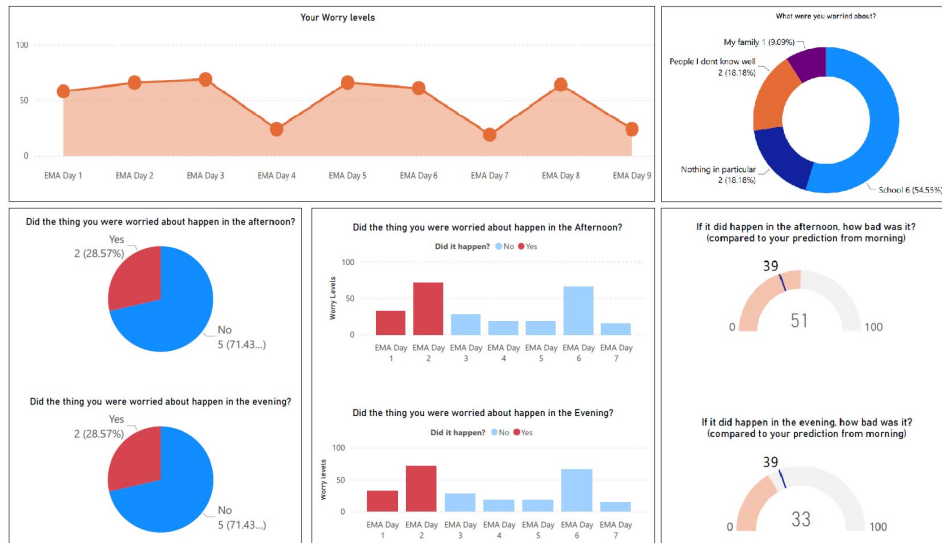 Your Worry levels
100
50
0
EMA Day 1 EMA Day 2 EMA Day 3 EMA Day 4 EMA Day 5 EMA Day 6 EMA Day 7 EMA Day 8 EMA Day 9
What were you worried about?
My family 1 (9.09%)
People I dont know well
2 (18.18%)
Nothing in particular
2 (18.18%)
School 6 (54.55%)
Did the thing you were worried about happen in the afternoon?
Yes
2 (28.57%)
No
5 (71.43...)
Did the thing you were worried about happen in the evening?
Yes
2 (28.57%)
No
5 (71.43...)
Did the thing you were worried about happen in the Afternoon?
Did it happen? No Yes
Worry Levels
100
50
0
EMA Day EMA Day EMA Day EMA Day EMA Day EMA Day EMA Day
1 2 3 4 5 6 7
Did the thing you were worried about happen in the Evening?
Did it happen? No Yes
Worry levels
100
50
0
EMA Day EMA Day EMA Day EMA Day EMA Day EMA Day EMA Day
1 2 3 4 5 6 7
If it did happen in the afternoon, how bad was it?
(compared to your prediction from morning)
39
0 51 100
If it did happen in the evening, how bad was it?
(compared to your prediction from morning)
39
0 33 100